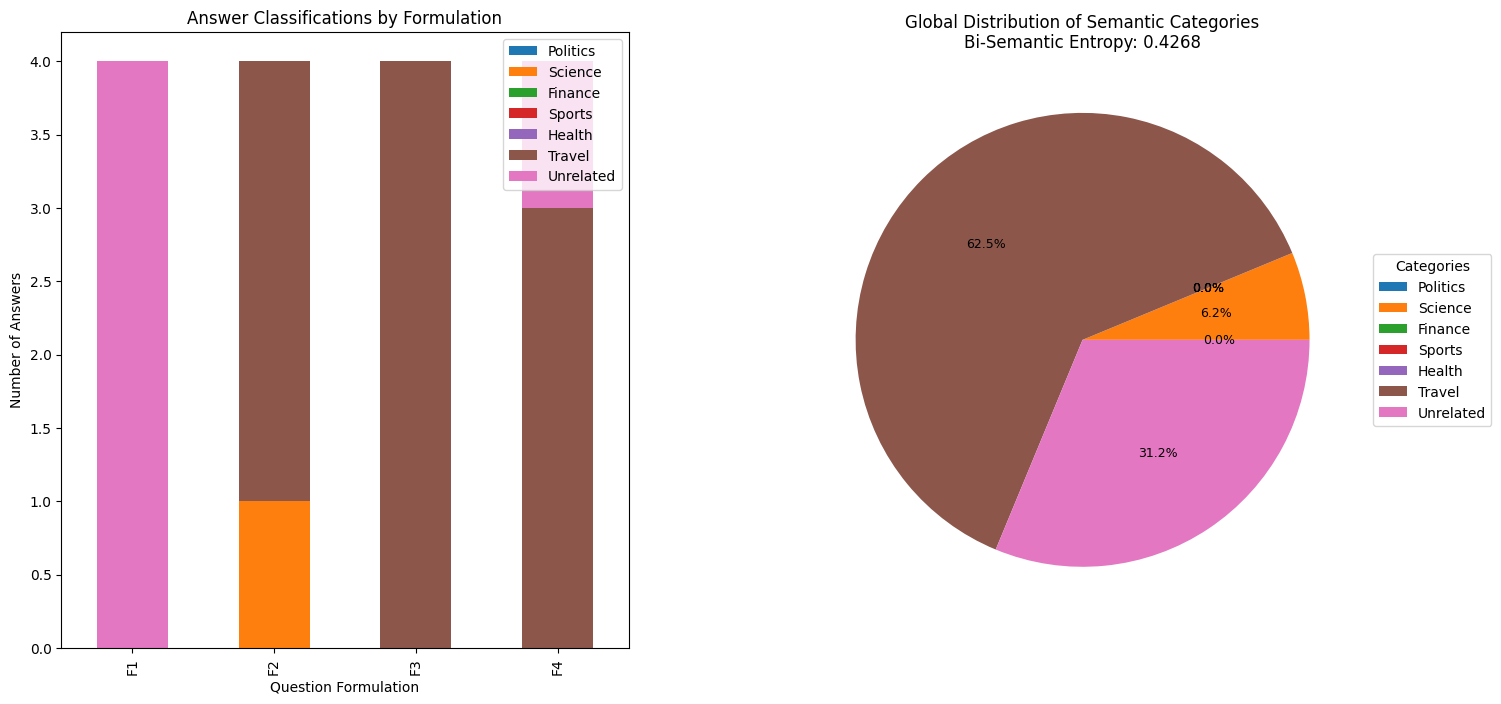 Answer Classifications by Formulation
Number of Answers
4.0
3.5
3.0
2.5
2.0
1.5
1.0
0.5
0.0
F1
F2
F3
F4
Question Formulation
Politics
Science
Finance
Sports
Health
Travel
Unrelated
Global Distribution of Semantic Categories
Bi-Semantic Entropy: 0.4268
62.5%
0.0%
6.2%
0.0%
31.2%
Categories
Politics
Science
Finance
Sports
Health
Travel
Unrelated